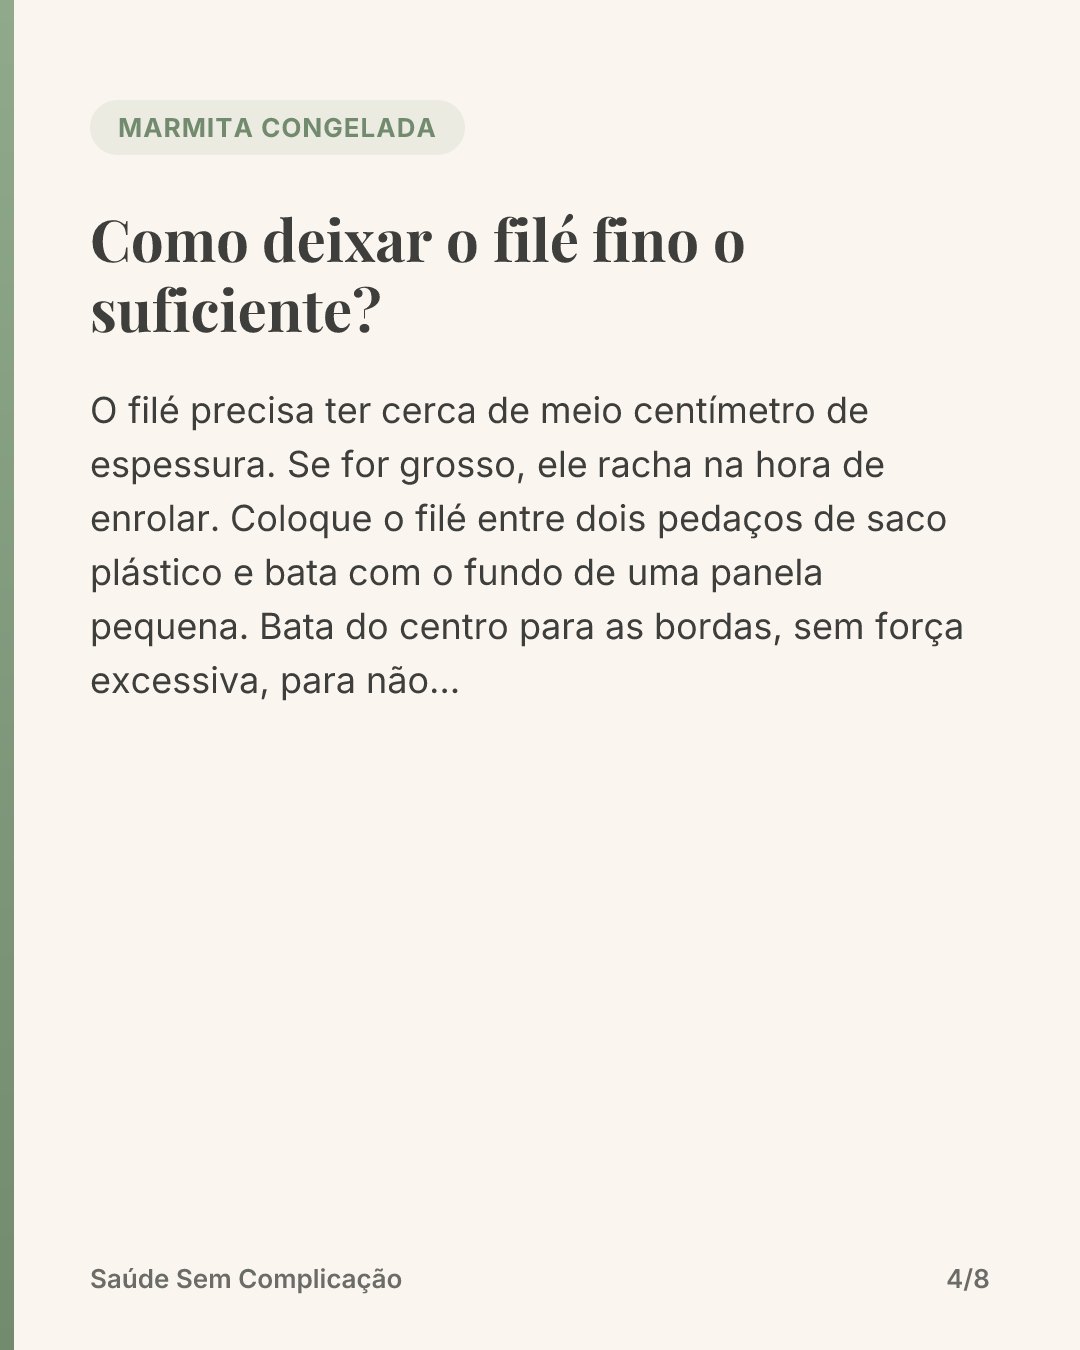 MARMITA CONGELADA
Como deixar o filé fino o
suficiente?
O filé precisa ter cerca de meio centímetro de
espessura. Se for grosso, ele racha na hora de
enrolar. Coloque o filé entre dois pedaços de saco
plástico e bata com o fundo de uma panela
pequena. Bata do centro para as bordas, sem força
excessiva, para não...
Saúde Sem Complicação
4/8